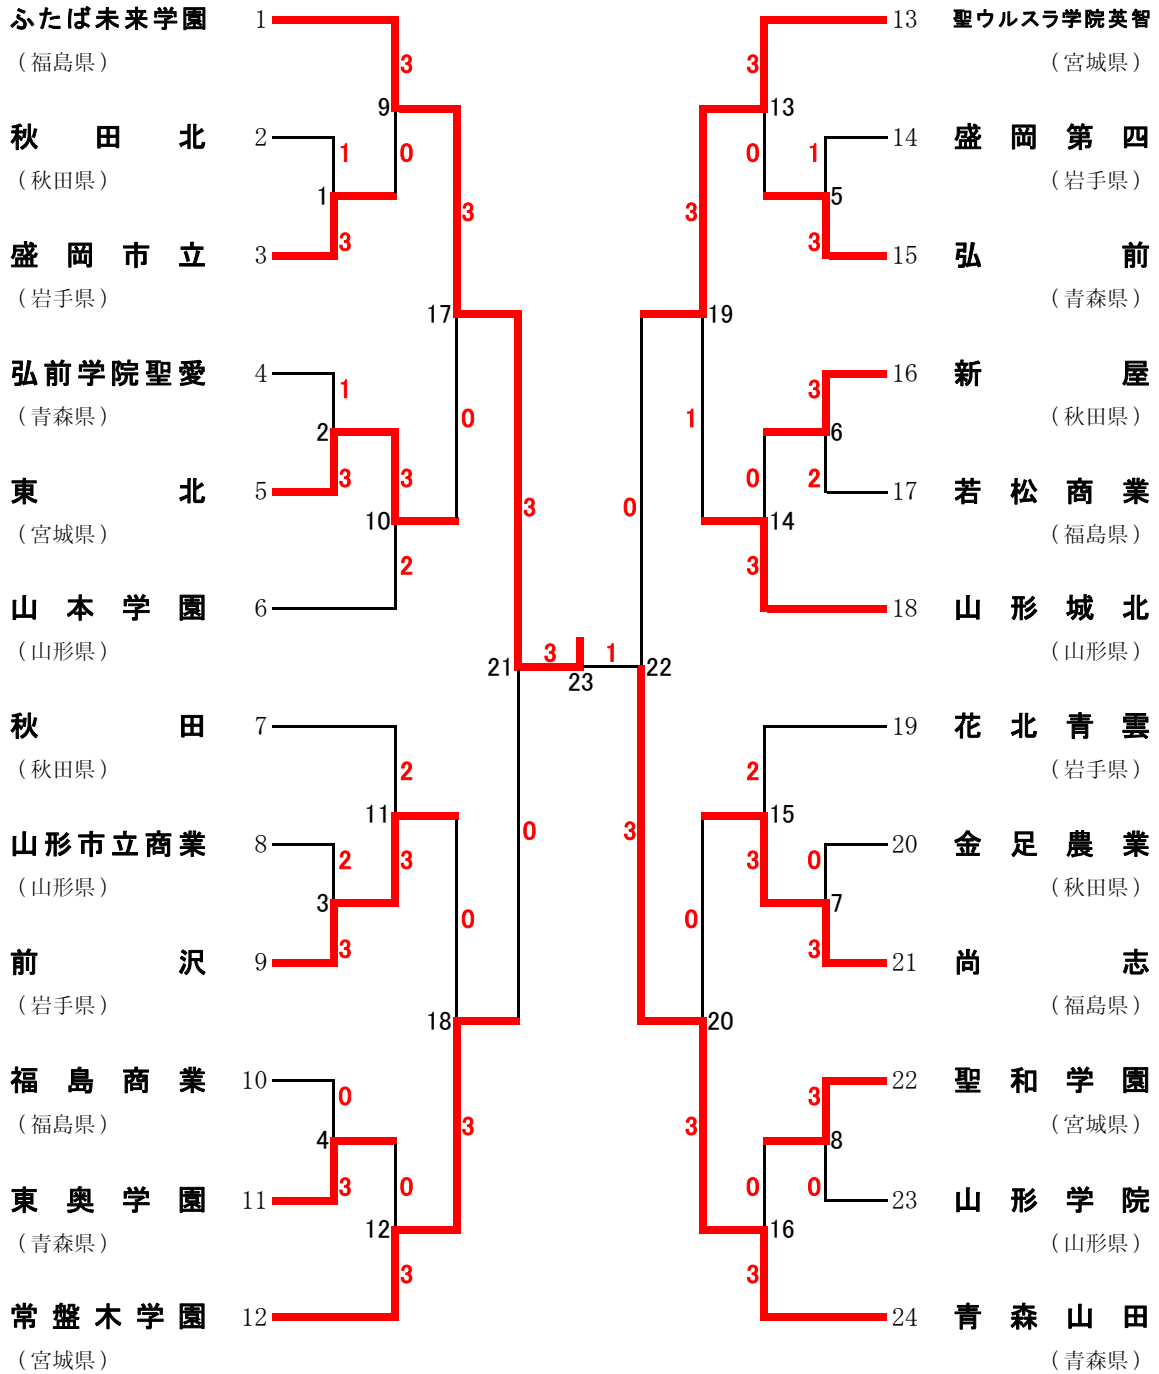 ふたば未来学園 1
（福島県）
秋田北 2
（秋田県）
盛岡市立 3
（岩手県）
弘前学院聖愛 4
（青森県）
東北 5
（宮城県）
山本学園 6
（山形県）
秋田 7
（秋田県）
山形市立商業 8
（山形県）
前沢 9
（岩手県）
福島商業 10
（福島県）
東奥学園 11
（青森県）
常盤木学園 12
（宮城県）
3
9
1
0
1
3
3
17
1
0
2
3
3
10
2
21
3
3
23
1
22
0
3
2
11
2
3
3
3
0
0
18
0
4
3
0
12
3
3
3
13
0
1
5
3
3
19
1
3
6
0
2
14
3
2
15
3
0
7
3
0
20
3
3
8
0
0
16
3
13 聖ウルスラ学院英智
（宮城県）
14 盛岡第四
（岩手県）
15 弘前
（青森県）
16 新屋
（秋田県）
17 若松商業
（福島県）
18 山形城北
（山形県）
19 花北青雲
（岩手県）
20 金足農業
（秋田県）
21 尚志
（福島県）
22 聖和学園
（宮城県）
23 山形学院
（山形県）
24 青森山田
（青森県）